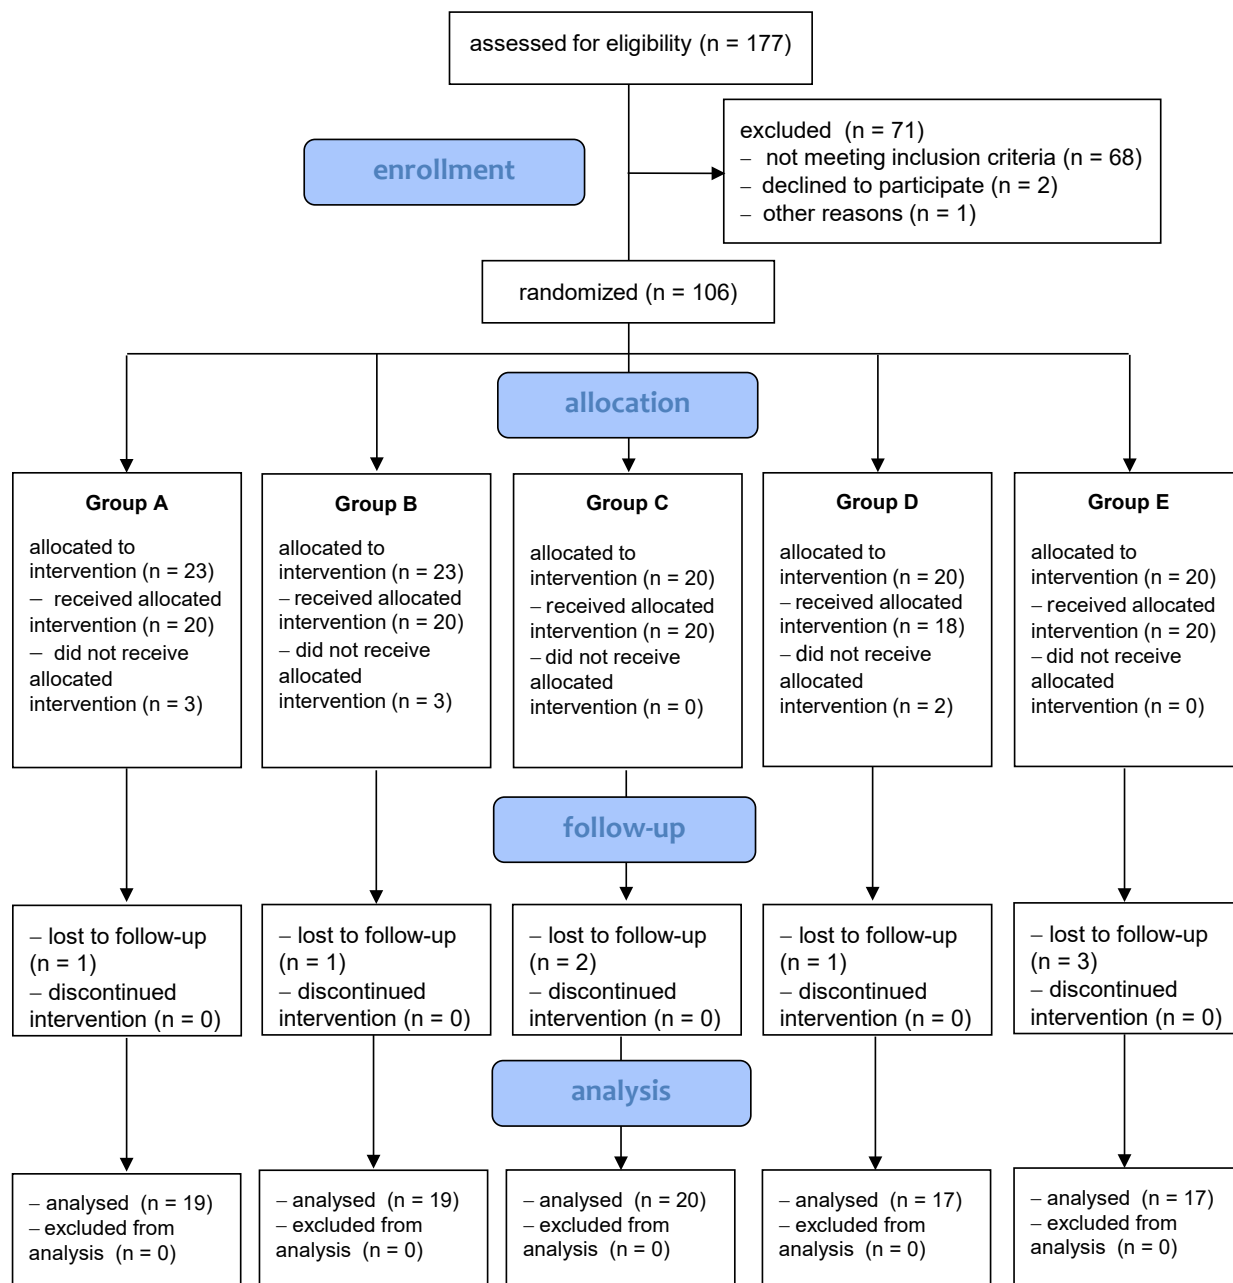 assessed for eligibility (n = 177)
excluded (n = 71)
– not meeting inclusion criteria (n = 68)
– declined to participate (n = 2)
– other reasons (n = 1)
enrollment
randomized (n = 106)
allocation
Group A
allocated to
intervention (n = 23)
– received allocated
intervention (n = 20)
– did not receive
allocated
intervention (n = 3)
Group B
allocated to
intervention (n = 23)
– received allocated
intervention (n = 20)
– did not receive
allocated
intervention (n = 3)
Group C
allocated to
intervention (n = 20)
– received allocated
intervention (n = 20)
– did not receive
allocated
intervention (n = 0)
Group D
allocated to
intervention (n = 20)
– received allocated
intervention (n = 18)
– did not receive
allocated
intervention (n = 2)
Group E
allocated to
intervention (n = 20)
– received allocated
intervention (n = 20)
– did not receive
allocated
intervention (n = 0)
follow-up
– lost to follow-up
(n = 1)
– discontinued
intervention (n = 0)
– lost to follow-up
(n = 1)
– discontinued
intervention (n = 0)
– lost to follow-up
(n = 2)
– discontinued
intervention (n = 0)
– lost to follow-up
(n = 1)
– discontinued
intervention (n = 0)
– lost to follow-up
(n = 3)
– discontinued
intervention (n = 0)
analysis
– analysed (n = 19)
– excluded from
analysis (n = 0)
– analysed (n = 19)
– excluded from
analysis (n = 0)
– analysed (n = 20)
– excluded from
analysis (n = 0)
– analysed (n = 17)
– excluded from
analysis (n = 0)
– analysed (n = 17)
– excluded from
analysis (n = 0)